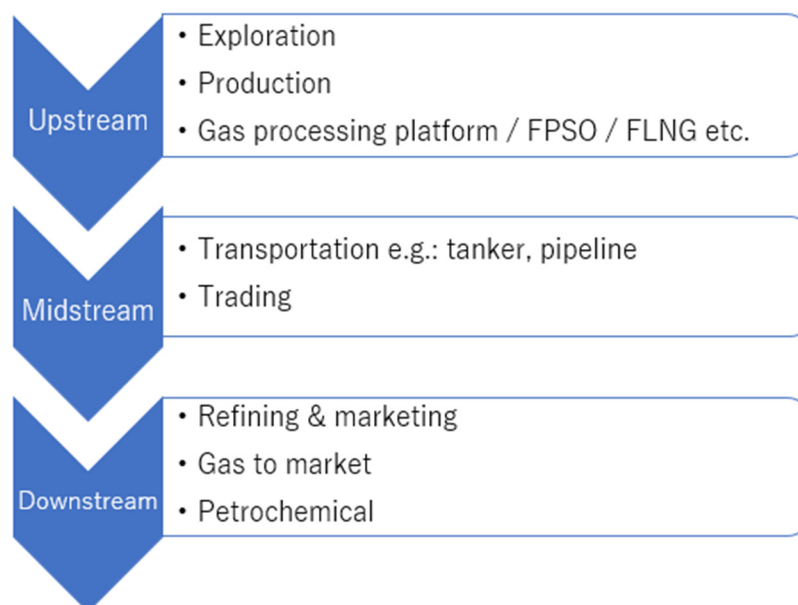 Upstream
• Exploration
• Production
• Gas processing platform / FPSO / FLNG etc.
Midstream
• Transportation e.g.: tanker, pipeline
• Trading
Downstream
• Refining & marketing
• Gas to market
• Petrochemical